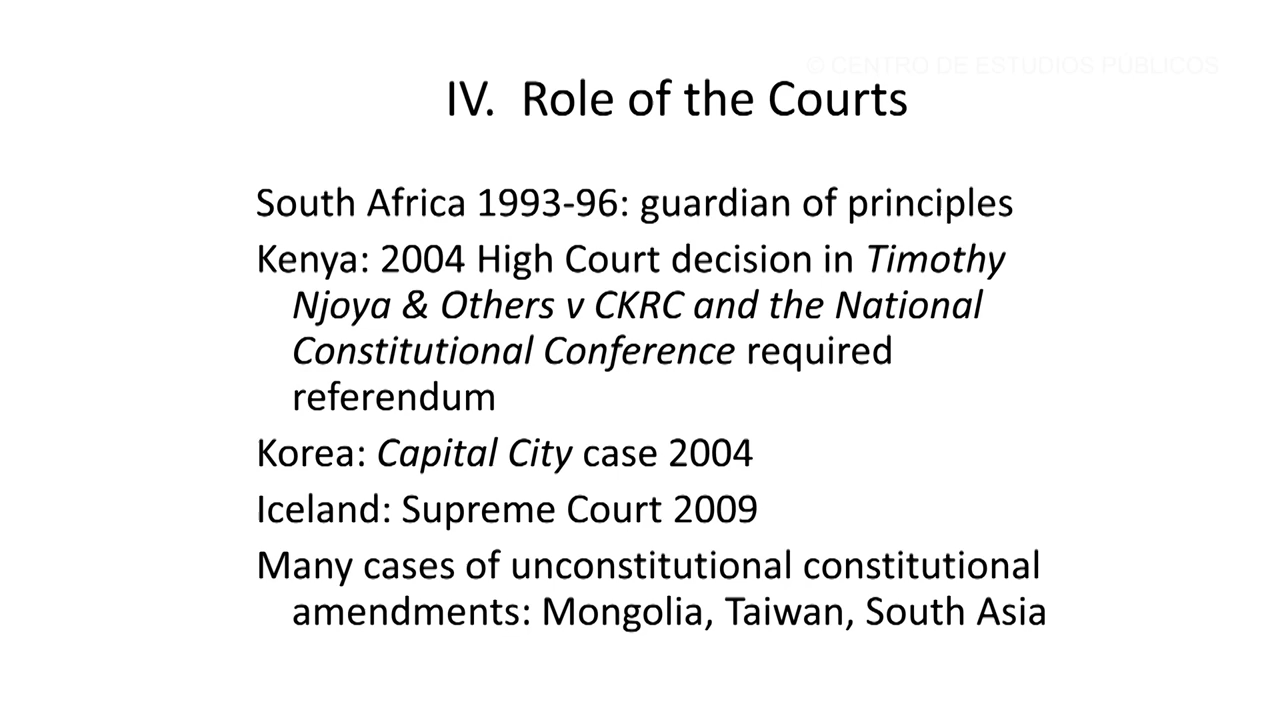 © CENTRO DE ESTUDIOS PÚBLICOS
IV. Role of the Courts
South Africa 1993-96: guardian of principles
Kenya: 2004 High Court decision in Timothy
Njoya & Others v CKRC and the National
Constitutional Conference required
referendum
Korea: Capital City case 2004
Iceland: Supreme Court 2009
Many cases of unconstitutional constitutional
amendments: Mongolia, Taiwan, South Asia